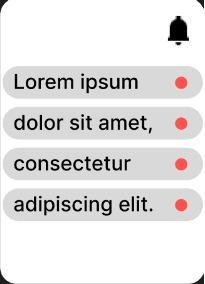 Lorem ipsum
dolor sit amet,
consectetur
adipiscing elit.